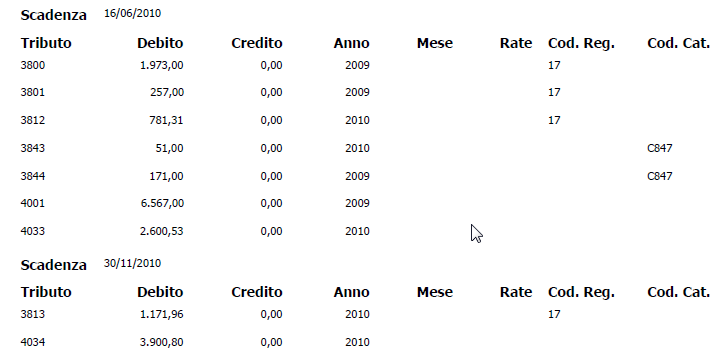 Scadenza 16/06/2010
Tributo Debito Credito Anno Mese Rate Cod. Reg. Cod. Cat.
3800 1.973,00 0,00 2009 17
3801 257,00 0,00 2009 17
3812 781,31 0,00 2010 17
3843 51,00 0,00 2010 C847
3844 171,00 0,00 2009 C847
4001 6.567,00 0,00 2009
4033 2.600,53 0,00 2010
Scadenza 30/11/2010
Tributo Debito Credito Anno Mese Rate Cod. Reg. Cod. Cat.
3813 1.171,96 0,00 2010 17
4034 3.900,80 0,00 2010